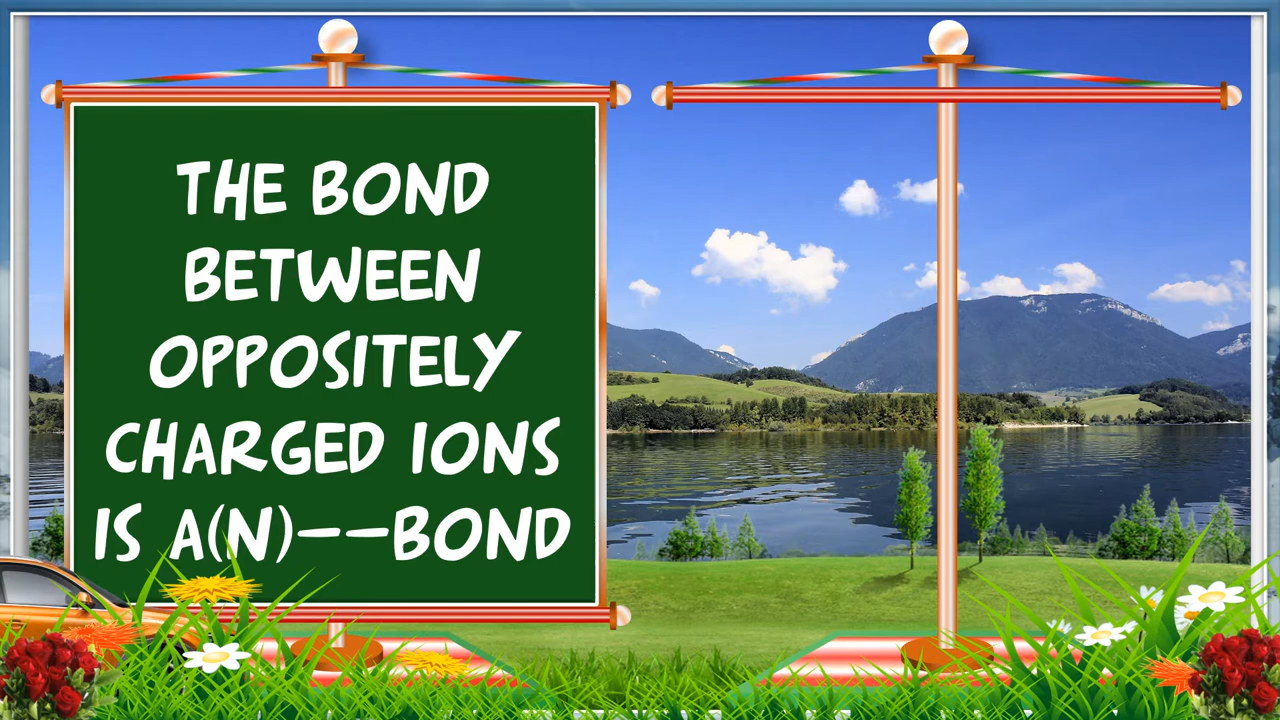 THE BOND
BETWEEN
OPPOSITELY
CHARGED IONS
IS A(N)--BOND